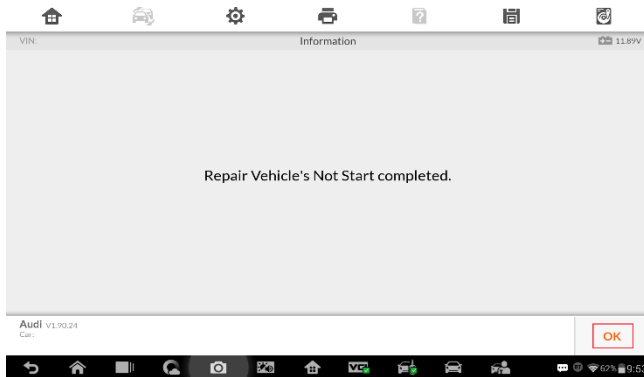 VIN:
Information
11.89V
Repair Vehicle's Not Start completed.
Audi V1.90.24
Car:
OK
62%